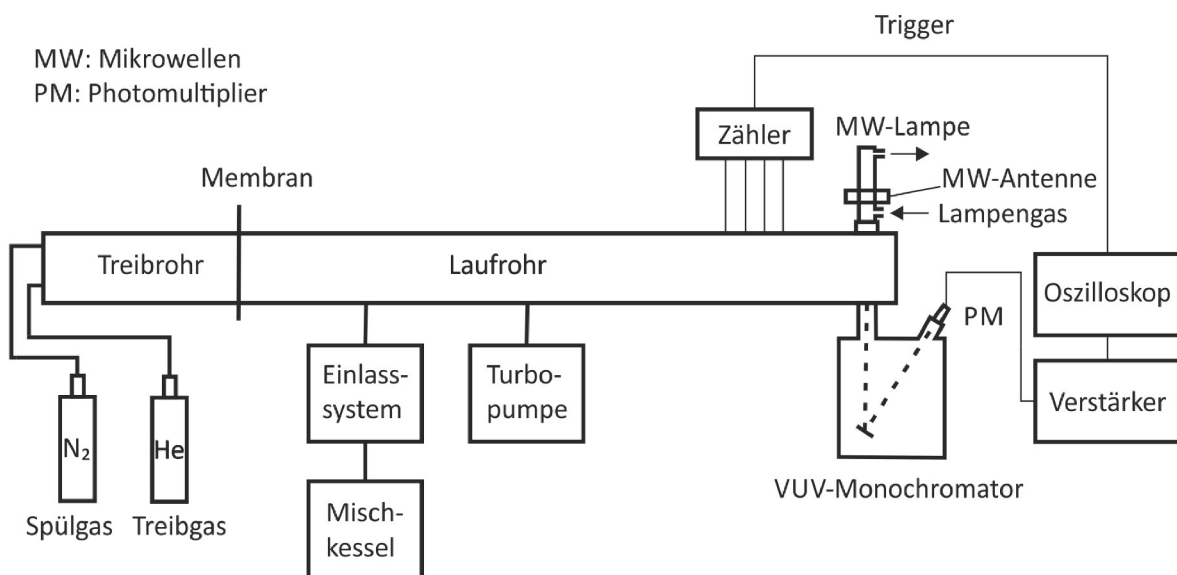 MW: Mikrowellen
PM: Photomultiplier
Trigger
Zähler
MW-Lampe
MW-Antenne
Lampengas
Membran
Treibrohr
Laufrohr
Oszilloskop
PM
Einlass-
system
Turbo-
pumpe
Verstärker
N₂
He
VUV-Monochromator
Spülgas
Treibgas
Misch-
kessel